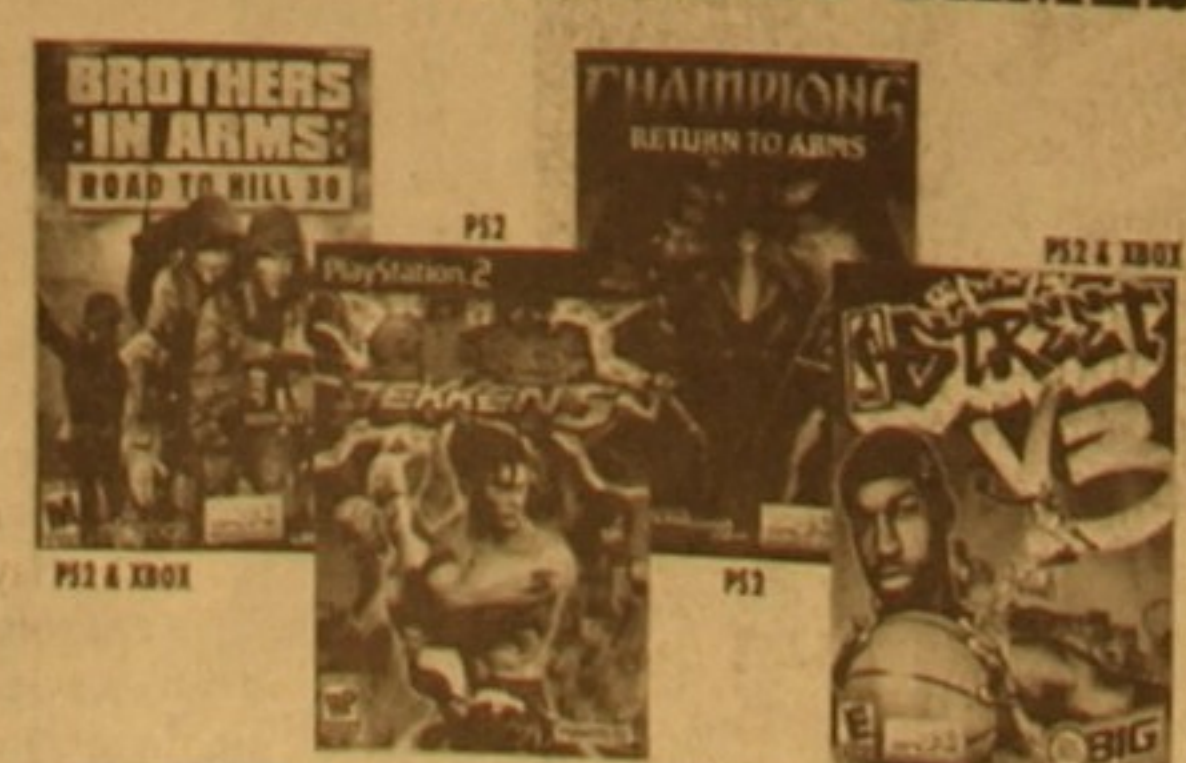 BROTHERS
IN ARMS
ROAD TO HILL 30
M
PS2 & XBOX
PS2
PlayStation 2
TEKKEN 5
CHAMPIONS
RETURN TO ARMS
PS2
PS2 & XBOX
STREET
V3
E
BIG